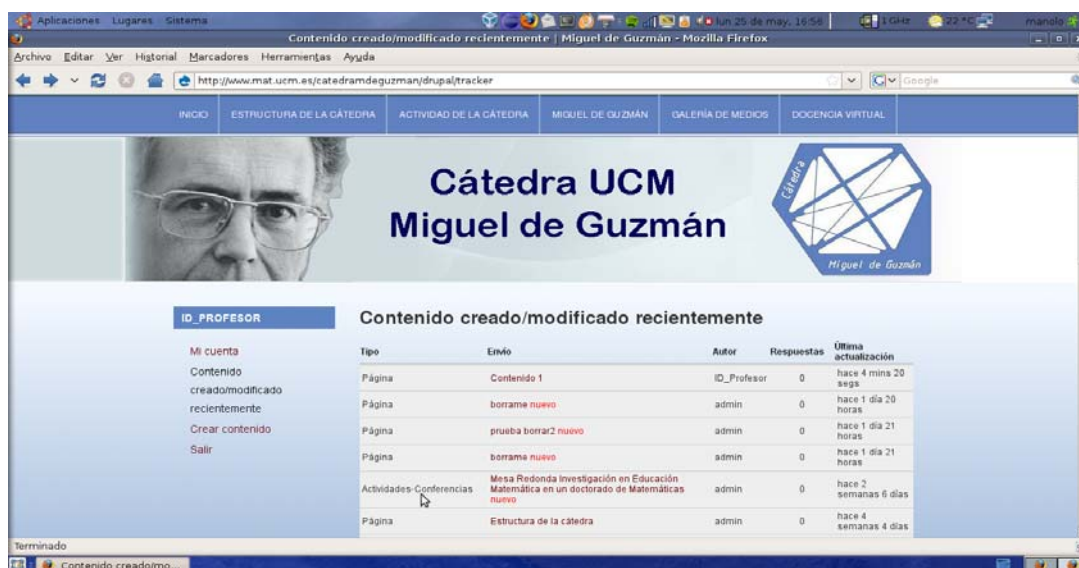 Aplicaciones Lugares Sistema
lun 25 de may, 16:56
1 GHz
22 °C
manolo
Contenido creado/modificado recientemente | Miguel de Guzmán - Mozilla Firefox
Archivo Editar Ver Historial Marcadores Herramientas Ayuda
http://www.mat.ucm.es/catedramdeguzman/drupal/tracker
Google
INICIO
ESTRUCTURA DE LA CÁTEDRA
ACTIVIDAD DE LA CÁTEDRA
MIGUEL DE GUZMÁN
GALERÍA DE MEDIOS
DOCENCIA VIRTUAL
Cátedra UCM
Miguel de Guzmán
Cátedra
Miguel de Guzmán
ID_PROFESOR
Mi cuenta
Contenido
creado/modificado
recientemente
Crear contenido
Salir
Contenido creado/modificado recientemente
Tipo Envío Autor Respuestas Última actualización
Página Contenido 1 ID_Profesor 0 hace 4 mins 20 segs
Página borrame nuevo admin 0 hace 1 día 20 horas
Página prueba borrar2 nuevo admin 0 hace 1 día 21 horas
Página borrame nuevo admin 0 hace 1 día 21 horas
Actividades-Conferencias Mesa Redonda Investigación en Educación Matemática en un doctorado de Matemáticas nuevo admin 0 hace 2 semanas 6 días
Página Estructura de la cátedra admin 0 hace 4 semanas 4 días
Terminado
Contenido creado/mo...